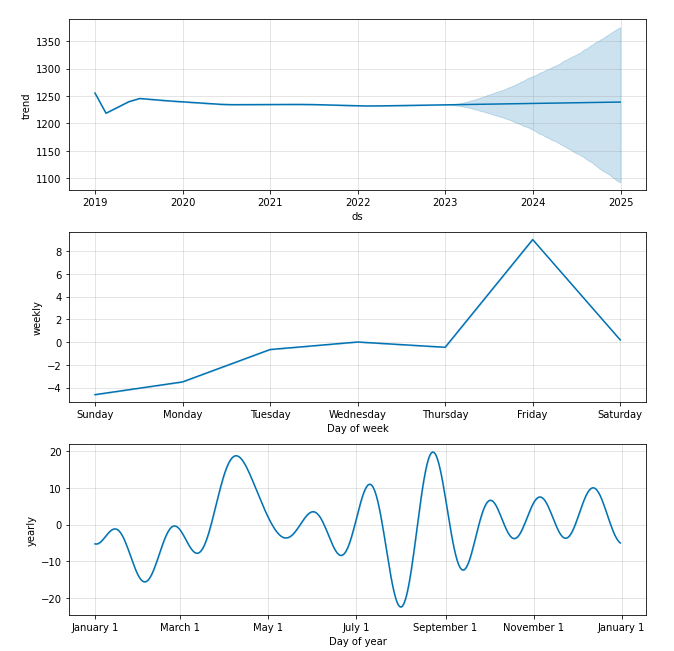 1350
1300
1250
1200
1150
1100
trend
2019 2020 2021 2022 2023 2024 2025
ds
8
6
4
2
0
−2
−4
weekly
Sunday Monday Tuesday Wednesday Thursday Friday Saturday
Day of week
20
10
0
−10
−20
yearly
January 1 March 1 May 1 July 1 September 1 November 1 January 1
Day of year